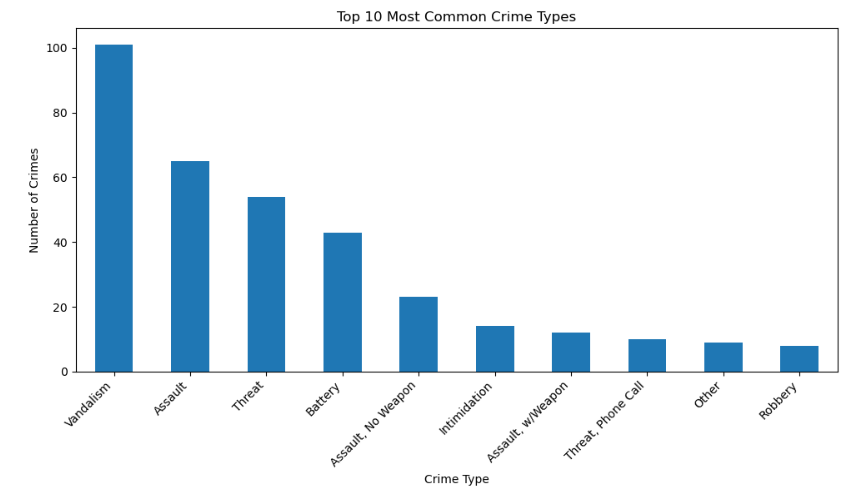 Top 10 Most Common Crime Types
Number of Crimes
100
80
60
40
20
0
Vandalism
Assault
Threat
Battery
Assault, No Weapon
Intimidation
Assault, w/Weapon
Threat, Phone Call
Other
Robbery
Crime Type